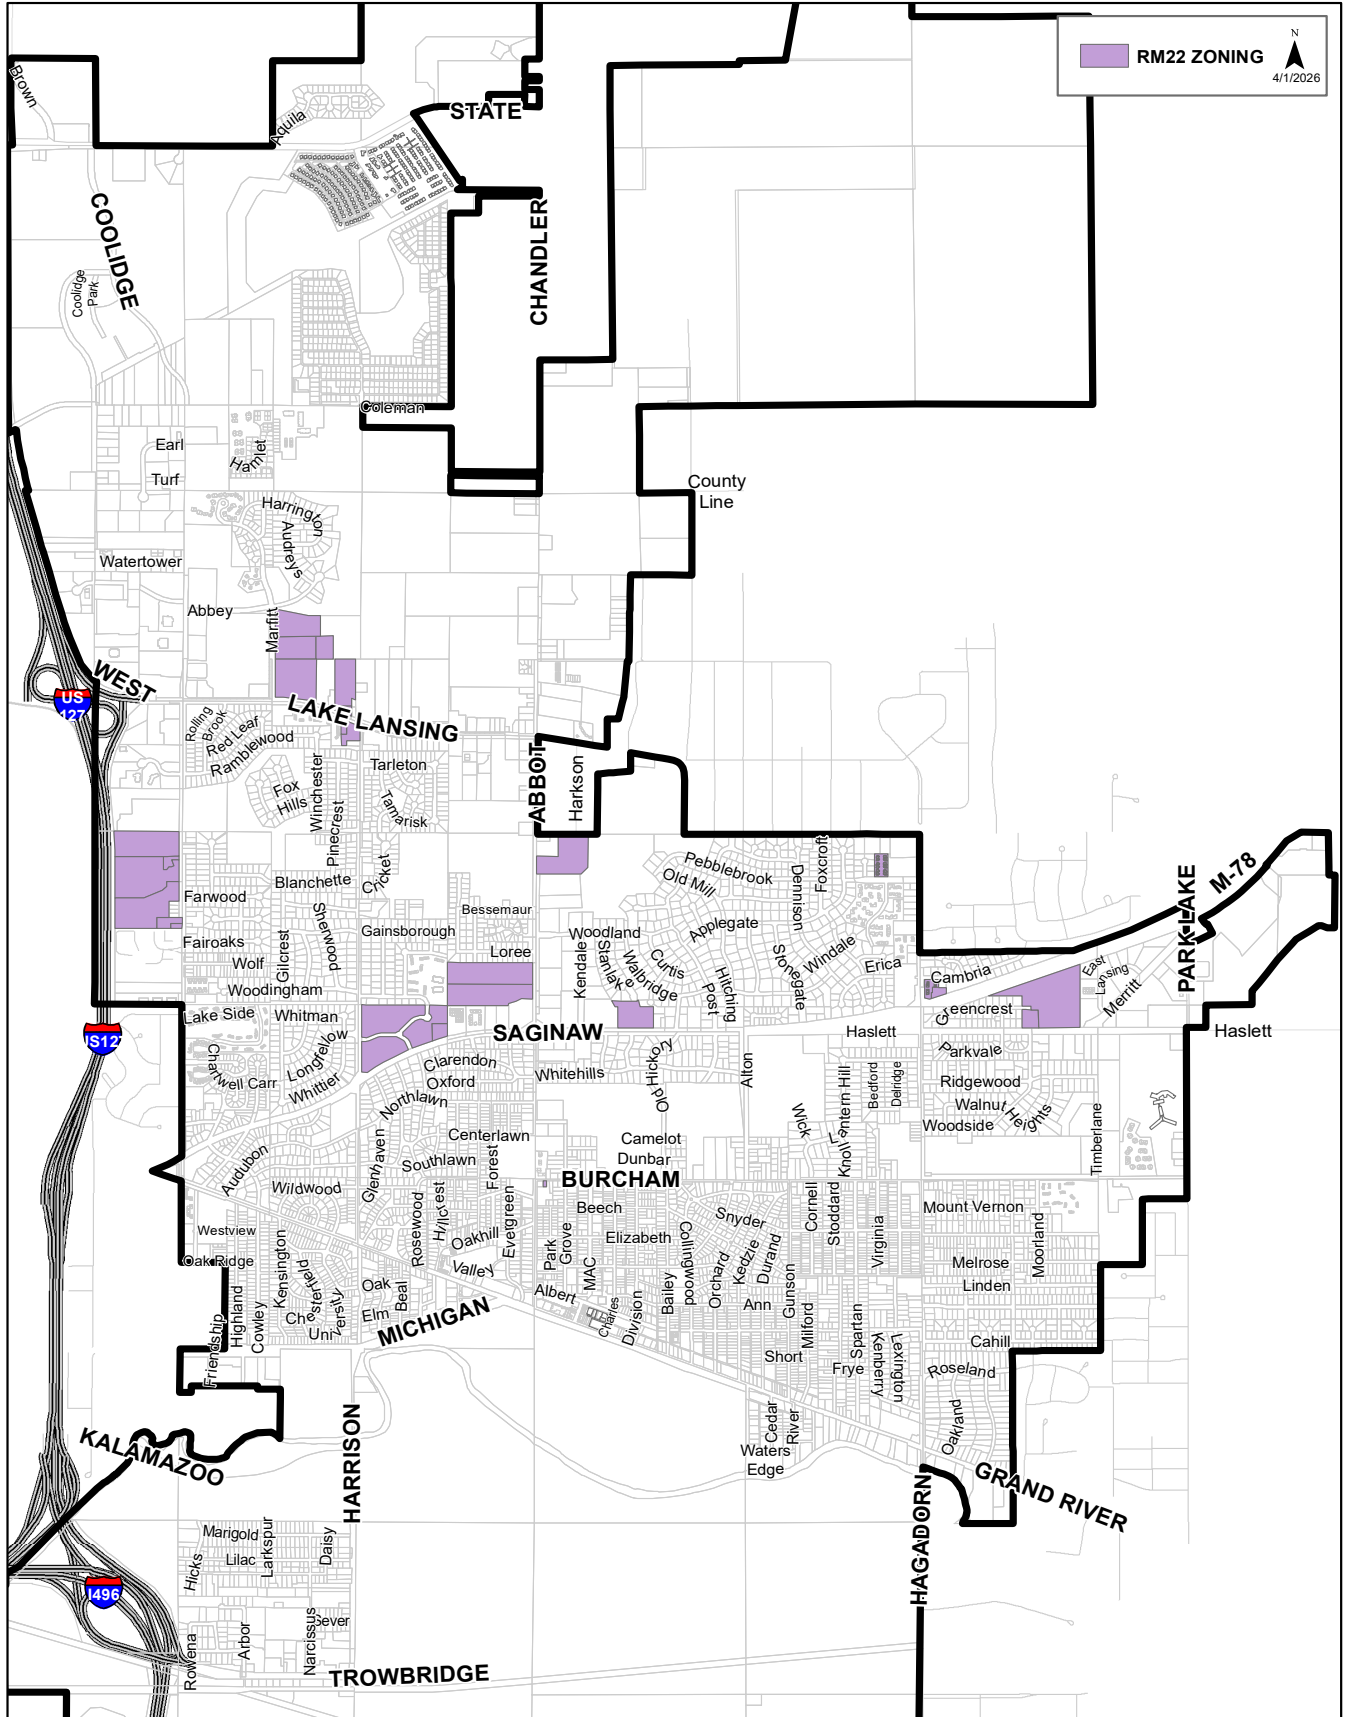 RM22 ZONING
N
4/1/2026
Brown
Aquila
STATE
COOLIDGE
CHANDLER
Coolidge
Park
Coleman
Earl
Hamlet
Turf
County
Line
Harrington
Audreys
Watertower
Abbey
Marfitt
WEST
US
127
LAKE LANSING
Rolling
Brook
Red Leaf
Ramblewood
ABBOT
Harkson
Tarleton
Fox
Hills
Winchester
Tamarisk
Pinecrest
Cricket
Blanchette
Farwood
Pebblebrook
Old Mill
Dennison
Foxcroft
M-78
PARK LAKE
Bessemaur
Sherwood
Gainsborough
Applegate
Fairoaks
Gilcrest
Woodland
Loree
Wolf
Kendale
Stanlake
Walbridge
Curtis
Stonegate
Windale
Erica
Cambria
East
Lansing
Woodingham
Hitching
Post
Merritt
Lake Side
Whitman
Greencrest
SAGINAW
Haslett
Haslett
US127
Longfellow
Chartwell Carr
Whittier
Clarendon
Oxford
Whitehills
Old Hickory
Alton
Parkvale
Northlawn
Lantern Hill
Bedford
Delridge
Ridgewood
Walnut
Heights
Wick
Knoll
Woodside
Timberlane
Centerlawn
Camelot
Dunbar
Audubon
Glenhaven
Southlawn
Forest
BURCHAM
Wildwood
Rosewood
Hillcrest
Evergreen
Beech
Snyder
Cornell
Stoddard
Mount Vernon
Westview
Kensington
Oakhill
Park
Grove
Elizabeth
Collingwood
Virginia
Moorland
Oak Ridge
Chesterfield
Valley
MAC
Orchard
Kedzie
Durand
Melrose
Linden
Oak
Beal
Albert
Bailey
Gunson
Highland
Cowley
University
Elm
MICHIGAN
Charles
Division
Ann
Milford
Spartan
Friendship
Short
Frye
Kenberry
Lexington
Cahill
Roseland
Oakland
KALAMAZOO
HARRISON
Cedar
River
Waters
Edge
GRAND RIVER
HAGADORN
Marigold
Larkspur
Daisy
Hicks
Lilac
I496
Sever
Rowena
Arbor
Narcissus
TROWBRIDGE